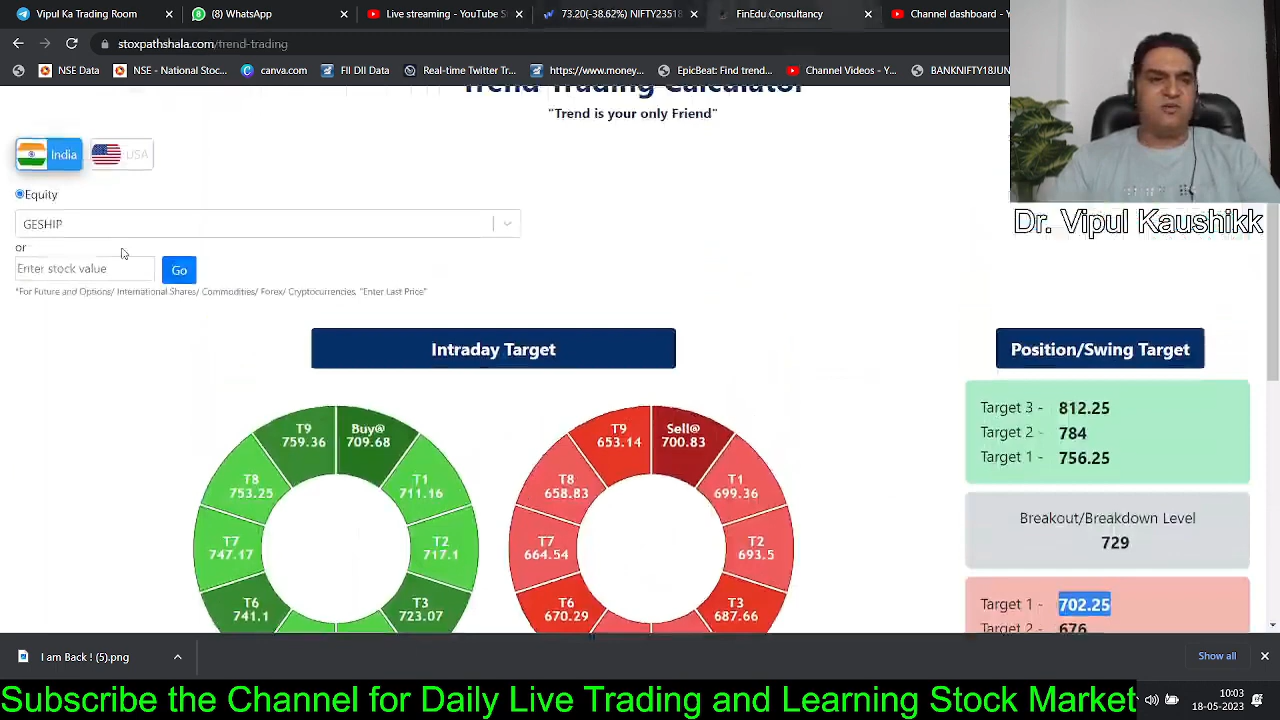 (8) WhatsApp
Live streaming - YouTube S
73.20(-38.62%) NIFTY23518
FinEdu Consultancy
Channel dashboard -
stoxpathshala.com/trend-trading
NSE Data
NSE - National Stoc...
canva.com
FII DII Data
Real-time Twitter Tr...
https://www.money...
EpicBeat: Find trend...
Channel Videos - Y...
BANKNIFTY18JUN
Trend Trading Calculator
"Trend is your only Friend"
India
USA
Equity
GESHIP
or
Enter stock value
Go
*For Future and Options/ International Shares/ Commodities/ Forex/ Cryptocurrencies, "Enter Last Price"
Dr. Vipul Kaushikk
Intraday Target
Position/Swing Target
T9
759.36
Buy@
709.68
T8
753.25
T1
711.16
T7
747.17
T2
717.1
T6
741.1
T3
723.07
T9
653.14
Sell@
700.83
T8
658.83
T1
699.36
T7
664.54
T2
693.5
T6
670.29
T3
687.66
Target 3 - 812.25
Target 2 - 784
Target 1 - 756.25
Breakout/Breakdown Level
729
Target 1 - 702.25
Target 2 - 676
I am Back ! (5).png
Show all
Subscribe the Channel for Daily Live Trading and Learning Stock Market
10:03
18-05-2023